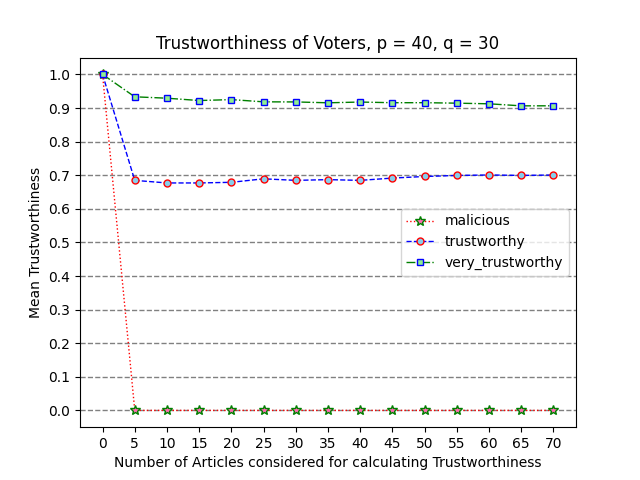 Trustworthiness of Voters, p = 40, q = 30
Mean Trustworthiness
1.0
0.9
0.8
0.7
0.6
0.5
0.4
0.3
0.2
0.1
0.0
malicious
trustworthy
very_trustworthy
0 5 10 15 20 25 30 35 40 45 50 55 60 65 70
Number of Articles considered for calculating Trustworthiness